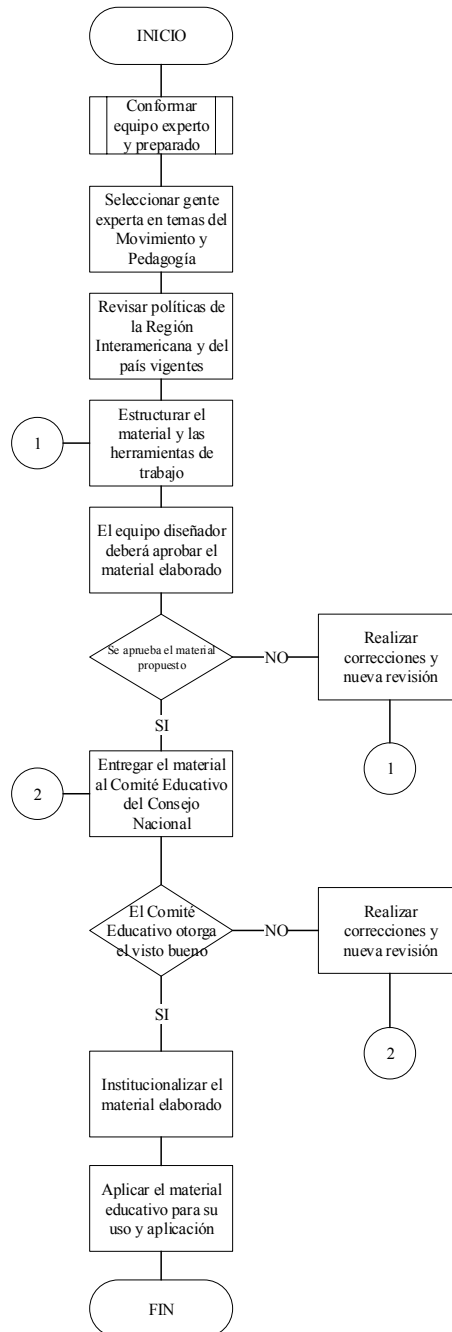 INICIO
Conformar
equipo experto
y preparado
Seleccionar gente
experta en temas del
Movimiento y
Pedagogía
Revisar políticas de
la Región
Interamericana y del
país vigentes
1
Estructurar el
material y las
herramientas de
trabajo
El equipo diseñador
deberá aprobar el
material elaborado
Se aprueba el material
propuesto
NO
Realizar
correcciones y
nueva revisión
1
SI
2
Entregar el material
al Comité Educativo
del Consejo
Nacional
El Comité
Educativo otorga
el visto bueno
NO
Realizar
correcciones y
nueva revisión
2
SI
Institucionalizar el
material elaborado
Aplicar el material
educativo para su
uso y aplicación
FIN